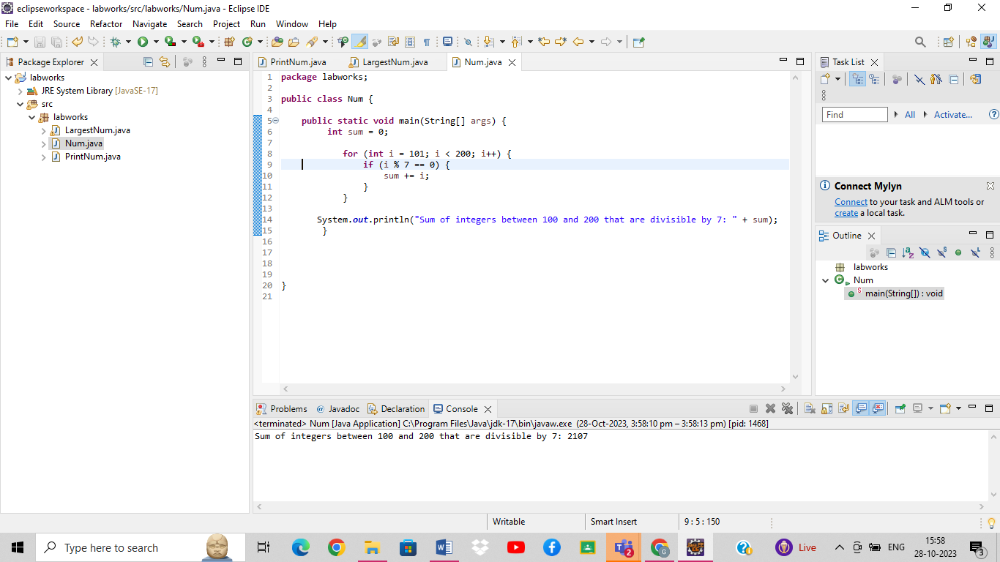 eclipseworkspace - labworks/src/labworks/Num.java - Eclipse IDE
File Edit Source Refactor Navigate Search Project Run Window Help
Package Explorer
labworks
JRE System Library [JavaSE-17]
src
labworks
LargestNum.java
Num.java
PrintNum.java
PrintNum.java LargestNum.java Num.java
1 package labworks;
2
3 public class Num {
4
5 public static void main(String[] args) {
6 int sum = 0;
7
8 for (int i = 101; i < 200; i++) {
9 if (i % 7 == 0) {
10 sum += i;
11 }
12 }
13
14 System.out.println("Sum of integers between 100 and 200 that are divisible by 7: " + sum);
15 }
16
17
18
19
20 }
21
Task List
Find All Activate...
Connect Mylyn
Connect to your task and ALM tools or
create a local task.
Outline
labworks
Num
main(String[]) : void
Problems @ Javadoc Declaration Console
<terminated> Num [Java Application] C:\Program Files\Java\jdk-17\bin\javaw.exe (28-Oct-2023, 3:58:10 pm – 3:58:13 pm) [pid: 1468]
Sum of integers between 100 and 200 that are divisible by 7: 2107
Writable Smart Insert 9 : 5 : 150
Type here to search
2
G
Live
ENG
15:58
28-10-2023
3